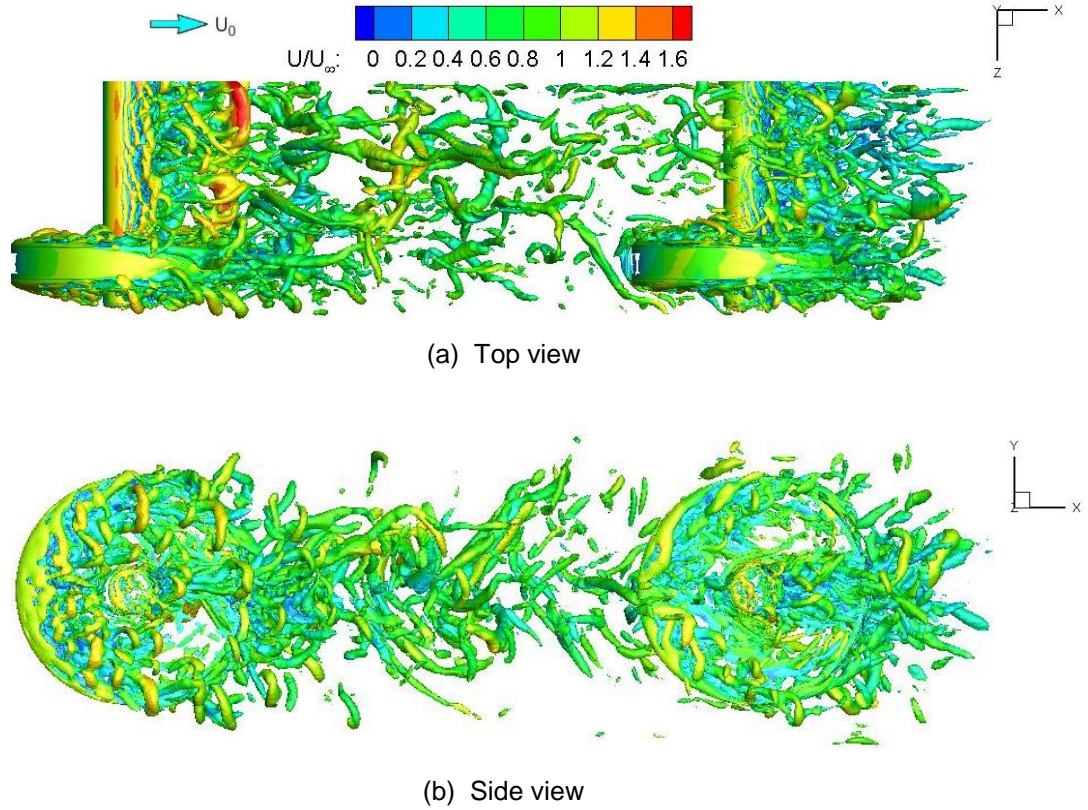 U₀
U/U∞: 0 0.2 0.4 0.6 0.8 1 1.2 1.4 1.6
Y X
Z
(a) Top view
Y
Z X
(b) Side view